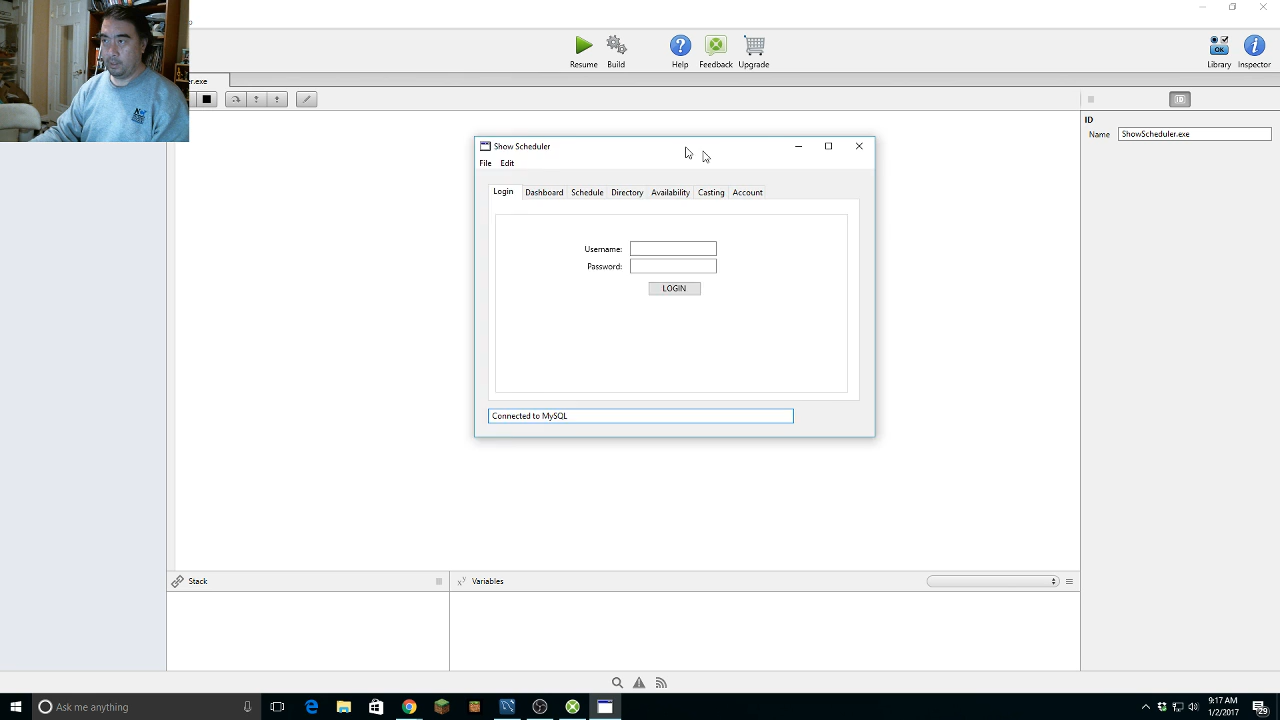 Resume Build Help Feedback Upgrade Library Inspector
er.exe
ID
Name ShowScheduler.exe
Show Scheduler
File Edit
Login Dashboard Schedule Directory Availability Casting Account
Username:
Password:
LOGIN
Connected to MySQL
Stack
Variables
Ask me anything
9:17 AM
1/2/2017